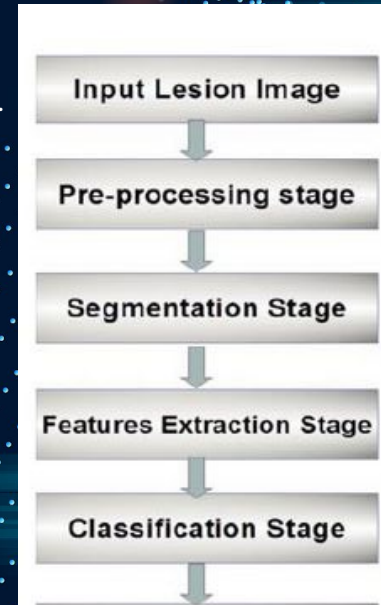 Input Lesion Image
Pre-processing stage
Segmentation Stage
Features Extraction Stage
Classification Stage